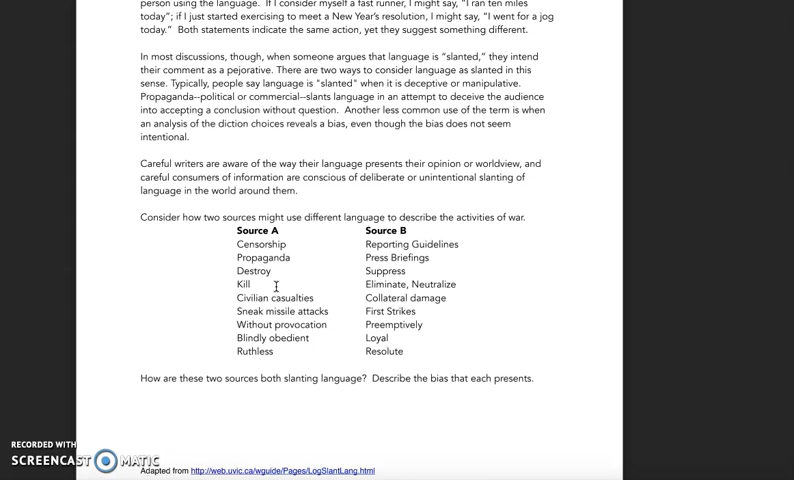 person using the language.  If I consider myself a fast runner, I might say, "I ran ten miles
today"; if I just started exercising to meet a New Year's resolution, I might say, "I went for a jog
today."  Both statements indicate the same action, yet they suggest something different.
In most discussions, though, when someone argues that language is "slanted," they intend
their comment as a pejorative. There are two ways to consider language as slanted in this
sense. Typically, people say language is "slanted" when it is deceptive or manipulative.
Propaganda--political or commercial--slants language in an attempt to deceive the audience
into accepting a conclusion without question.  Another less common use of the term is when
an analysis of the diction choices reveals a bias, even though the bias does not seem
intentional.
Careful writers are aware of the way their language presents their opinion or worldview, and
careful consumers of information are conscious of deliberate or unintentional slanting of
language in the world around them.
Consider how two sources might use different language to describe the activities of war.
Source A Source B
Censorship Reporting Guidelines
Propaganda Press Briefings
Destroy Suppress
Kill Eliminate, Neutralize
Civilian casualties Collateral damage
Sneak missile attacks First Strikes
Without provocation Preemptively
Blindly obedient Loyal
Ruthless Resolute
How are these two sources both slanting language?  Describe the bias that each presents.
RECORDED WITH
SCREENCAST MATIC
Adapted from http://web.uvic.ca/wguide/Pages/LogSlantLang.html